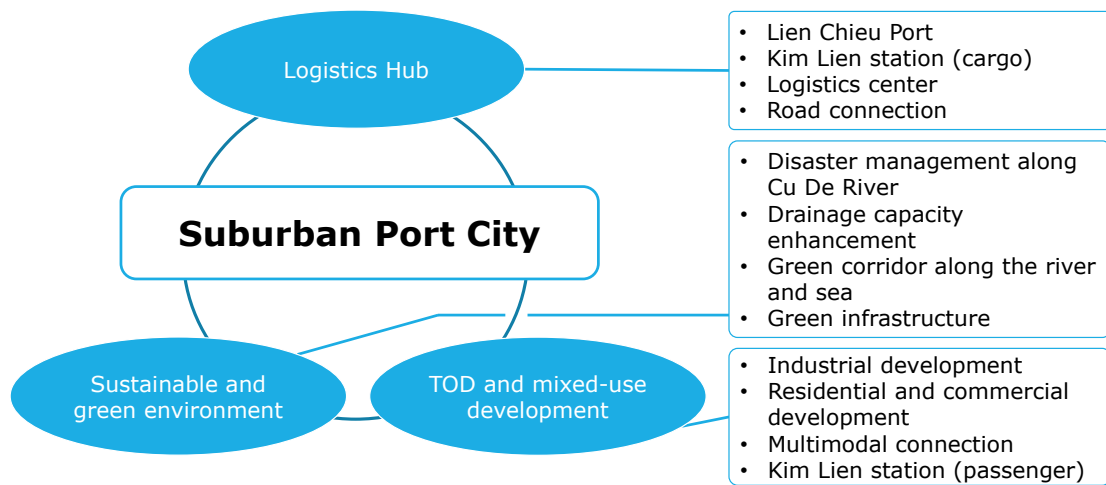 Logistics Hub
• Lien Chieu Port
• Kim Lien station (cargo)
• Logistics center
• Road connection
Suburban Port City
• Disaster management along
Cu De River
• Drainage capacity
enhancement
• Green corridor along the river
and sea
• Green infrastructure
Sustainable and
green environment
TOD and mixed-use
development
• Industrial development
• Residential and commercial
development
• Multimodal connection
• Kim Lien station (passenger)